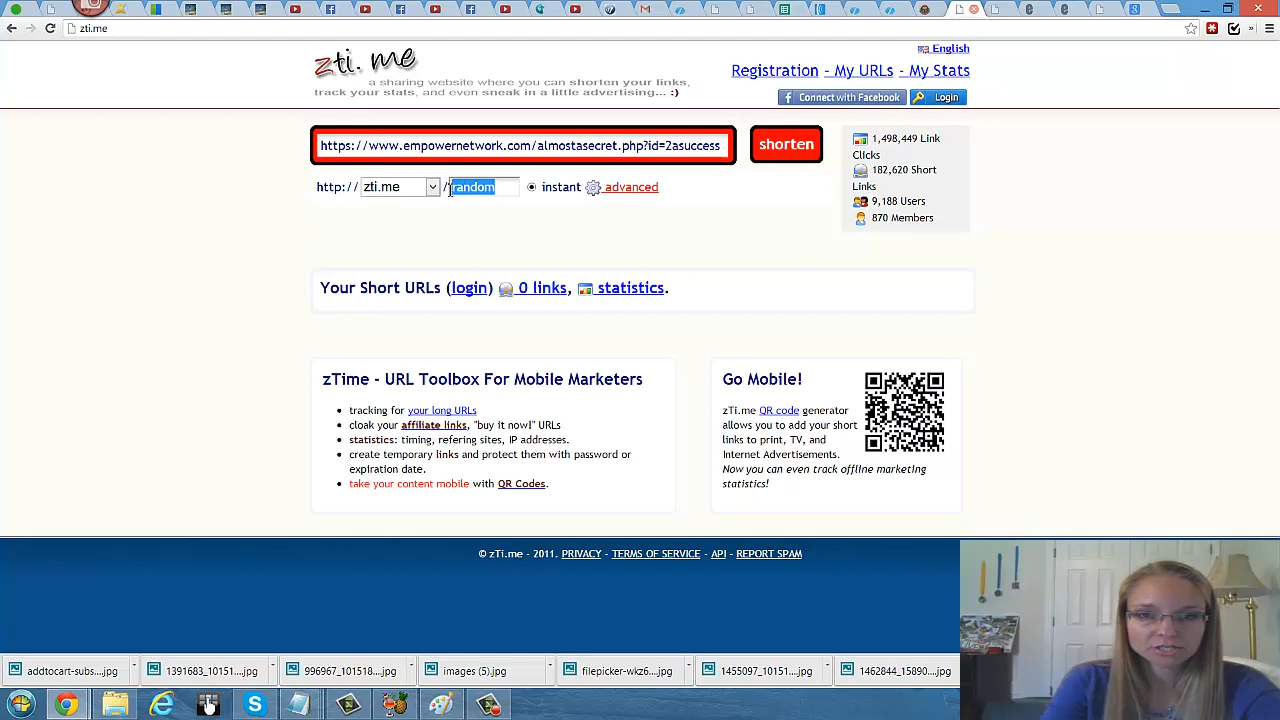 zti.me
zti. me
a sharing website where you can shorten your links,
track your stats, and even sneak in a little advertising... :)
English
Registration - My URLs - My Stats
Connect with Facebook
Login
https://www.empowernetwork.com/almostasecret.php?id=2asuccess
shorten
http:// zti.me / random instant advanced
1,498,449 Link
Clicks
182,620 Short
Links
9,188 Users
870 Members
Your Short URLs (login) 0 links, statistics.
zTime - URL Toolbox For Mobile Marketers
• tracking for your long URLs
• cloak your affiliate links, "buy it now!" URLs
• statistics: timing, refering sites, IP addresses.
• create temporary links and protect them with password or
expiration date.
• take your content mobile with QR Codes.
Go Mobile!
zTi.me QR code generator
allows you to add your short
links to print, TV, and
Internet Advertisements.
Now you can even track offline marketing
statistics!
© zTi.me - 2011. PRIVACY - TERMS OF SERVICE - API - REPORT SPAM
addtocart-subs....jpg
1391683_10151....jpg
996967_101518....jpg
images (5).jpg
filepicker-wkz6....jpg
1455097_10151....jpg
1462844_15890....jpg